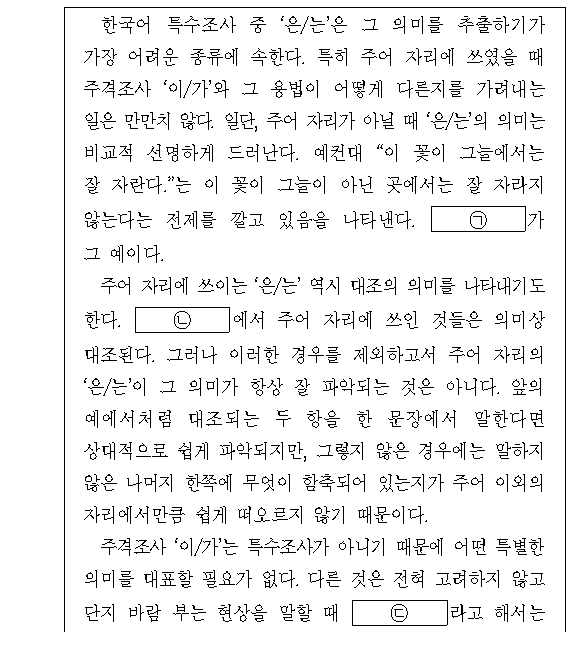 한국어 특수조사 중 ‘은/는’은 그 의미를 추출하기가
가장 어려운 종류에 속한다. 특히 주어 자리에 쓰였을 때
주격조사 ‘이/가’와 그 용법이 어떻게 다른지를 가려내는
일은 만만치 않다. 일단, 주어 자리가 아닐 때 ‘은/는’의 의미는
비교적 선명하게 드러난다. 예컨대 “이 꽃이 그늘에서는
잘 자란다.”는 이 꽃이 그늘이 아닌 곳에서는 잘 자라지
않는다는 전제를 깔고 있음을 나타낸다. ㉠가
그 예이다.
주어 자리에 쓰이는 ‘은/는’ 역시 대조의 의미를 나타내기도
한다. ㉡에서 주어 자리에 쓰인 것들은 의미상
대조된다. 그러나 이러한 경우를 제외하고서 주어 자리의
‘은/는’이 그 의미가 항상 잘 파악되는 것은 아니다. 앞의
예에서처럼 대조되는 두 항을 한 문장에서 말한다면
상대적으로 쉽게 파악되지만, 그렇지 않은 경우에는 말하지
않은 나머지 한쪽에 무엇이 함축되어 있는지가 주어 이외의
자리에서만큼 쉽게 떠오르지 않기 때문이다.
주격조사 ‘이/가’는 특수조사가 아니기 때문에 어떤 특별한
의미를 대표할 필요가 없다. 다른 것은 전혀 고려하지 않고
단지 바람 부는 현상을 말할 때 ㉢라고 해서는